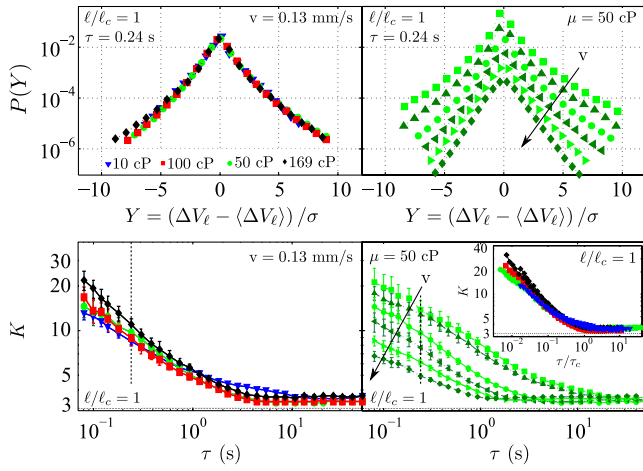 ℓ/ℓc = 1
τ = 0.24 s
v = 0.13 mm/s
ℓ/ℓc = 1
τ = 0.24 s
μ = 50 cP
v
P(Y)
10⁻²
10⁻⁴
10⁻⁶
10 cP 100 cP 50 cP 169 cP
−10 −5 0 5 10
−10 −5 0 5 10
Y = (ΔVℓ − ⟨ΔVℓ⟩) /σ
Y = (ΔVℓ − ⟨ΔVℓ⟩) /σ
v = 0.13 mm/s
μ = 50 cP
v
K
30
20
10
5
3
ℓ/ℓc = 1
ℓ/ℓc = 1
ℓ/ℓc = 1
K
40
20
10
5
3
10⁻² 10⁻¹ 10⁰ 10¹
τ/τc
10⁻¹ 10⁰ 10¹
10⁻¹ 10⁰ 10¹
τ (s)
τ (s)